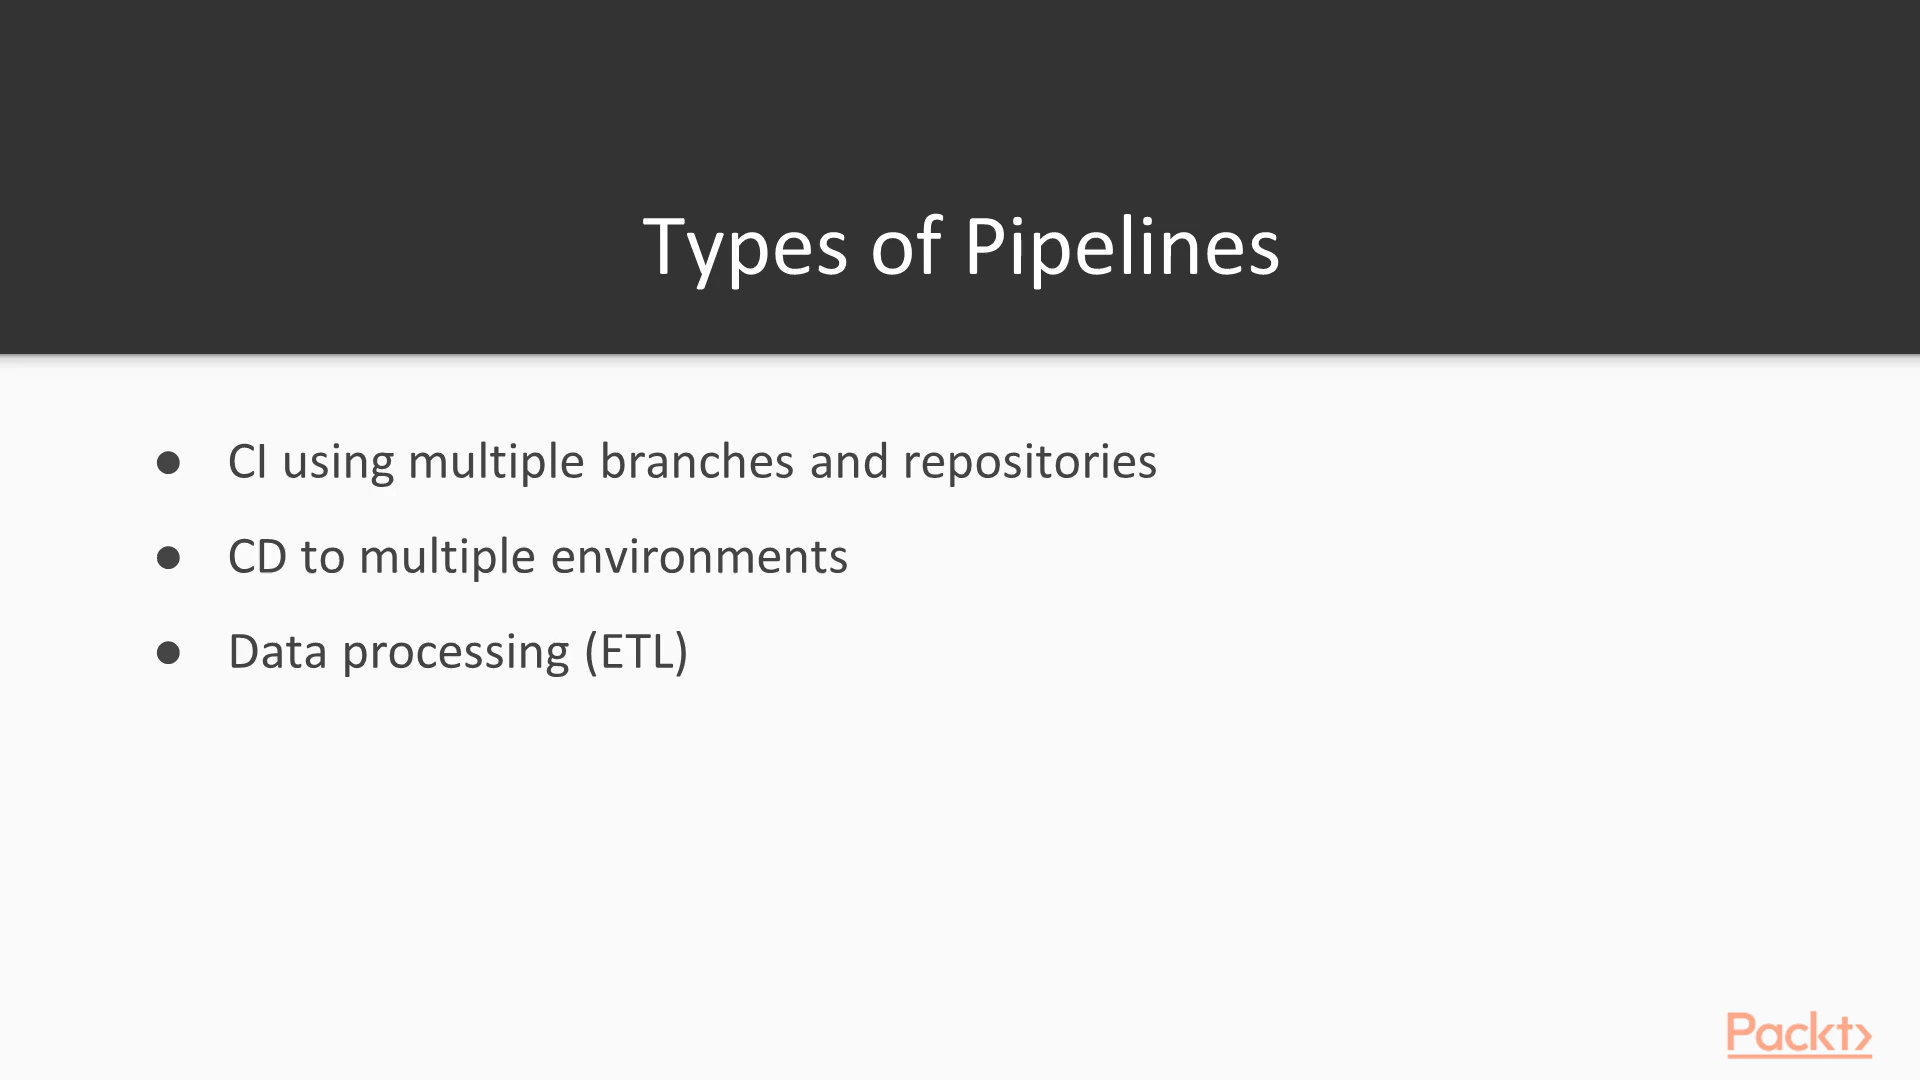 Types of Pipelines
● CI using multiple branches and repositories
● CD to multiple environments
● Data processing (ETL)
Packt>